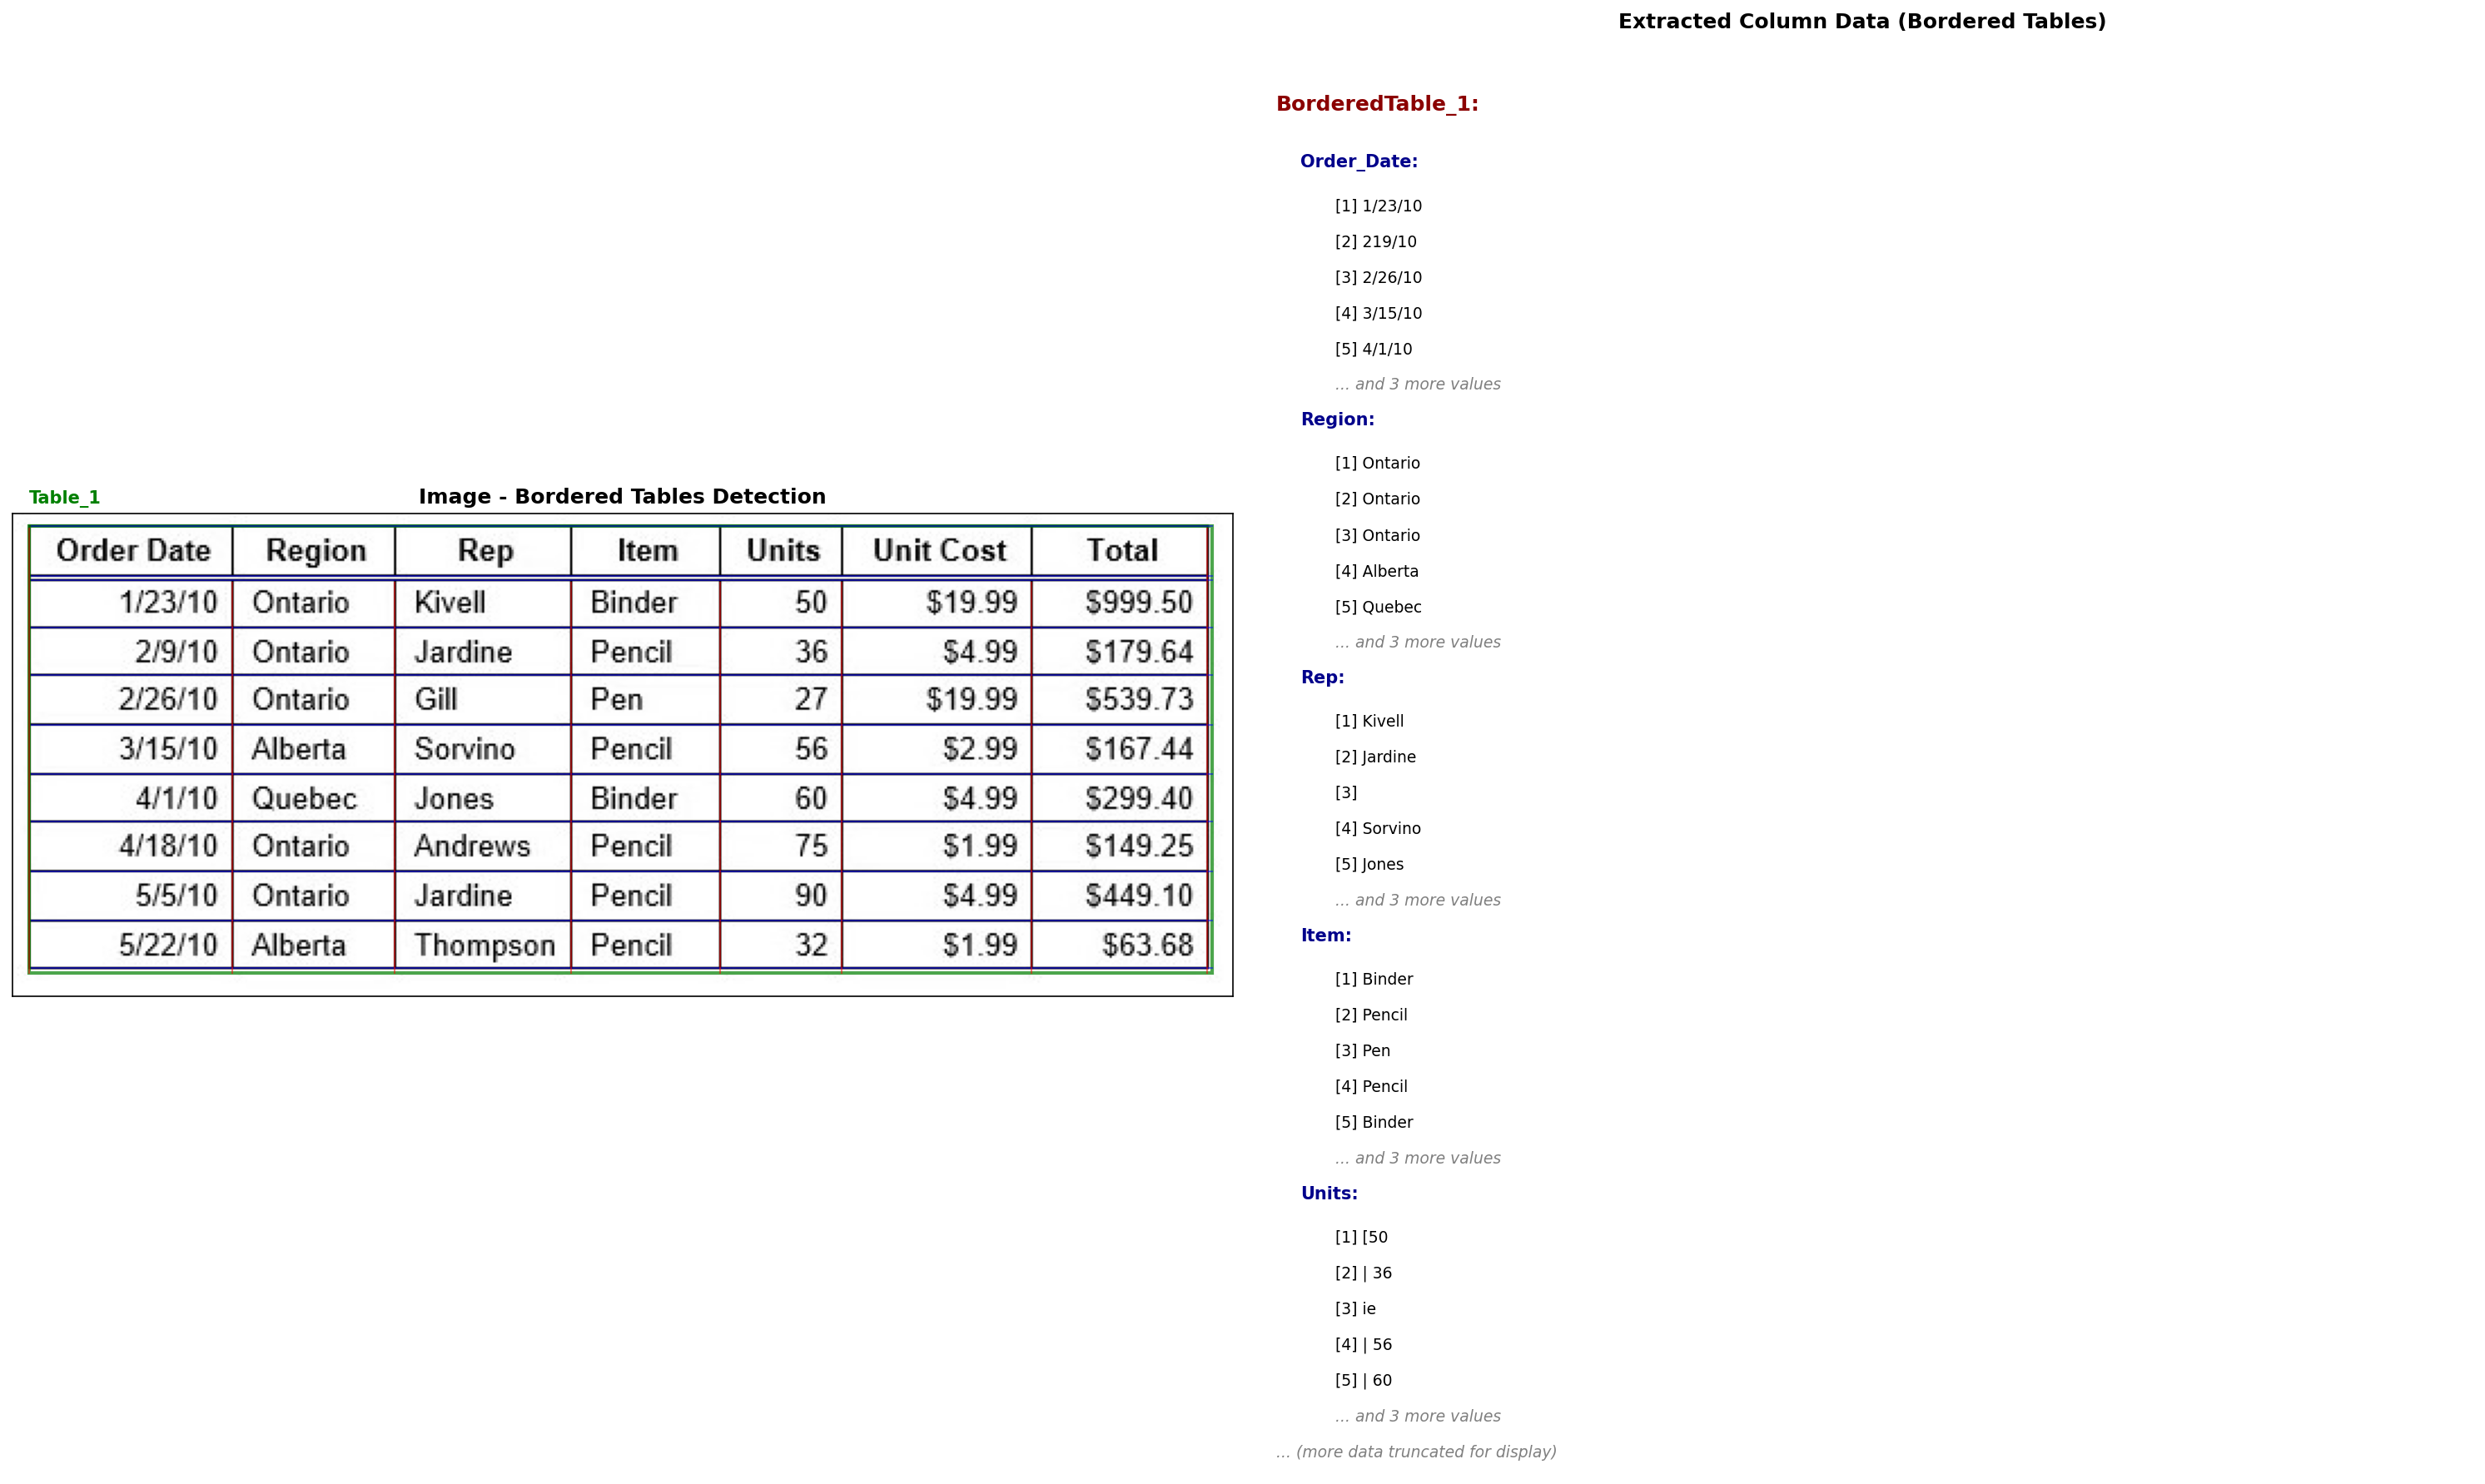 Extracted Column Data (Bordered Tables)
Table_1
Image - Bordered Tables Detection
Order Date Region Rep Item Units Unit Cost Total
1/23/10 Ontario Kivell Binder 50 $19.99 $999.50
2/9/10 Ontario Jardine Pencil 36 $4.99 $179.64
2/26/10 Ontario Gill Pen 27 $19.99 $539.73
3/15/10 Alberta Sorvino Pencil 56 $2.99 $167.44
4/1/10 Quebec Jones Binder 60 $4.99 $299.40
4/18/10 Ontario Andrews Pencil 75 $1.99 $149.25
5/5/10 Ontario Jardine Pencil 90 $4.99 $449.10
5/22/10 Alberta Thompson Pencil 32 $1.99 $63.68
BorderedTable_1:
Order_Date:
[1] 1/23/10
[2] 219/10
[3] 2/26/10
[4] 3/15/10
[5] 4/1/10
... and 3 more values
Region:
[1] Ontario
[2] Ontario
[3] Ontario
[4] Alberta
[5] Quebec
... and 3 more values
Rep:
[1] Kivell
[2] Jardine
[3]
[4] Sorvino
[5] Jones
... and 3 more values
Item:
[1] Binder
[2] Pencil
[3] Pen
[4] Pencil
[5] Binder
... and 3 more values
Units:
[1] [50
[2] | 36
[3] ie
[4] | 56
[5] | 60
... and 3 more values
... (more data truncated for display)